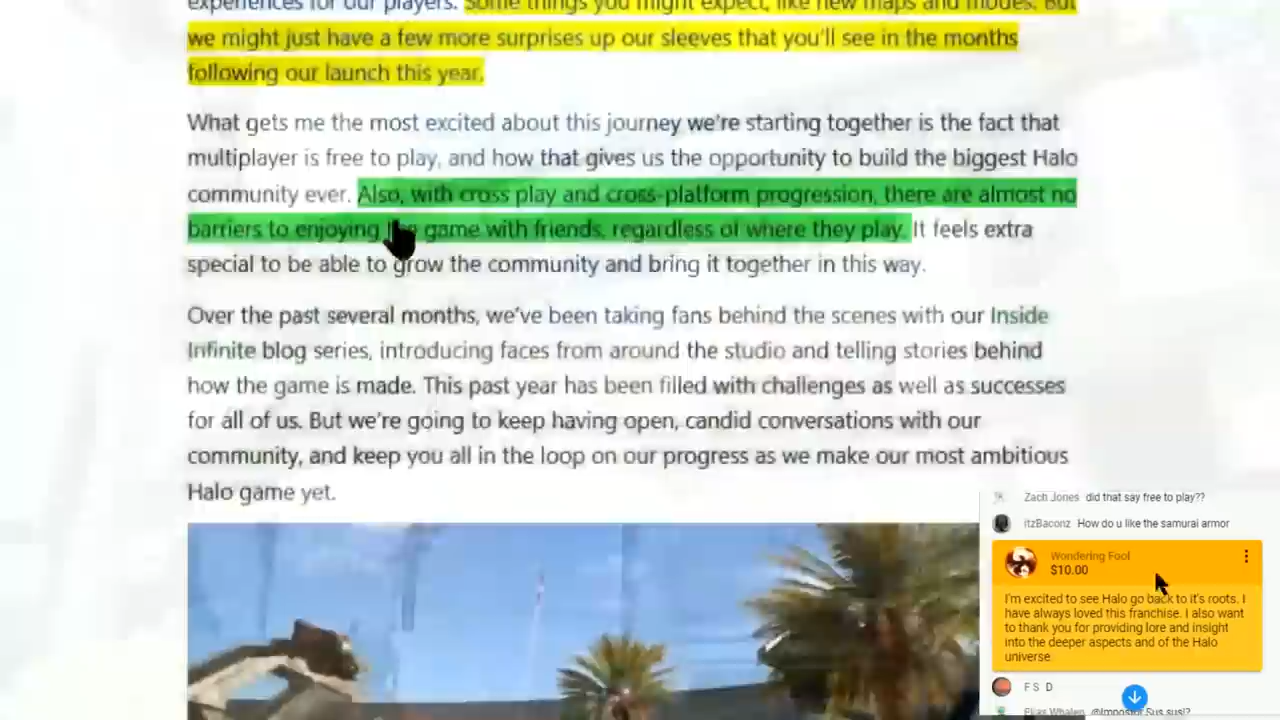 experiences for our players. Some things you might expect, like new maps and modes. But
we might just have a few more surprises up our sleeves that you'll see in the months
following our launch this year.
What gets me the most excited about this journey we're starting together is the fact that
multiplayer is free to play, and how that gives us the opportunity to build the biggest Halo
community ever. Also, with cross play and cross-platform progression, there are almost no
barriers to enjoying the game with friends, regardless of where they play. It feels extra
special to be able to grow the community and bring it together in this way.
Over the past several months, we've been taking fans behind the scenes with our Inside
Infinite blog series, introducing faces from around the studio and telling stories behind
how the game is made. This past year has been filled with challenges as well as successes
for all of us. But we're going to keep having open, candid conversations with our
community, and keep you all in the loop on our progress as we make our most ambitious
Halo game yet.
Zach Jones did that say free to play??
itzBaconz How do u like the samurai armor
Wondering Fool
$10.00
I'm excited to see Halo go back to it's roots. I
have always loved this franchise. I also want
to thank you for providing lore and insight
into the deeper aspects and of the Halo
universe
F S D
Elias Whalen @Impostor Sus susi?